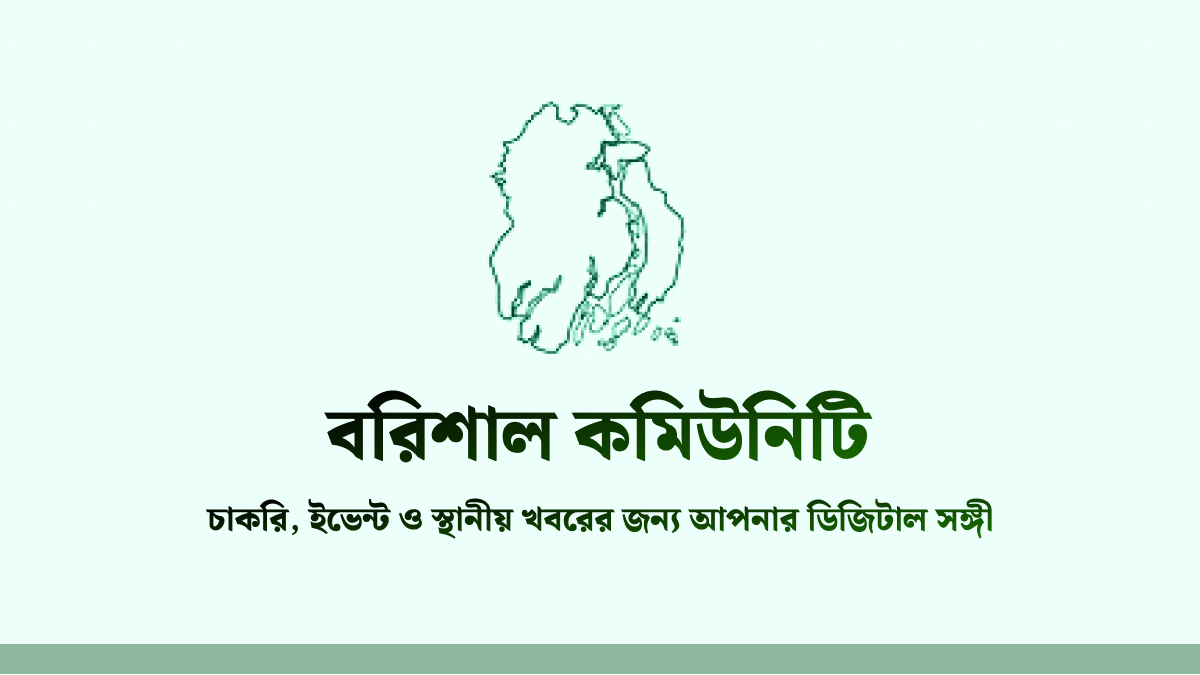 বরিশাল কমিউনিটি
চাকরি, ইভেন্ট ও স্থানীয় খবরের জন্য আপনার ডিজিটাল সঙ্গী